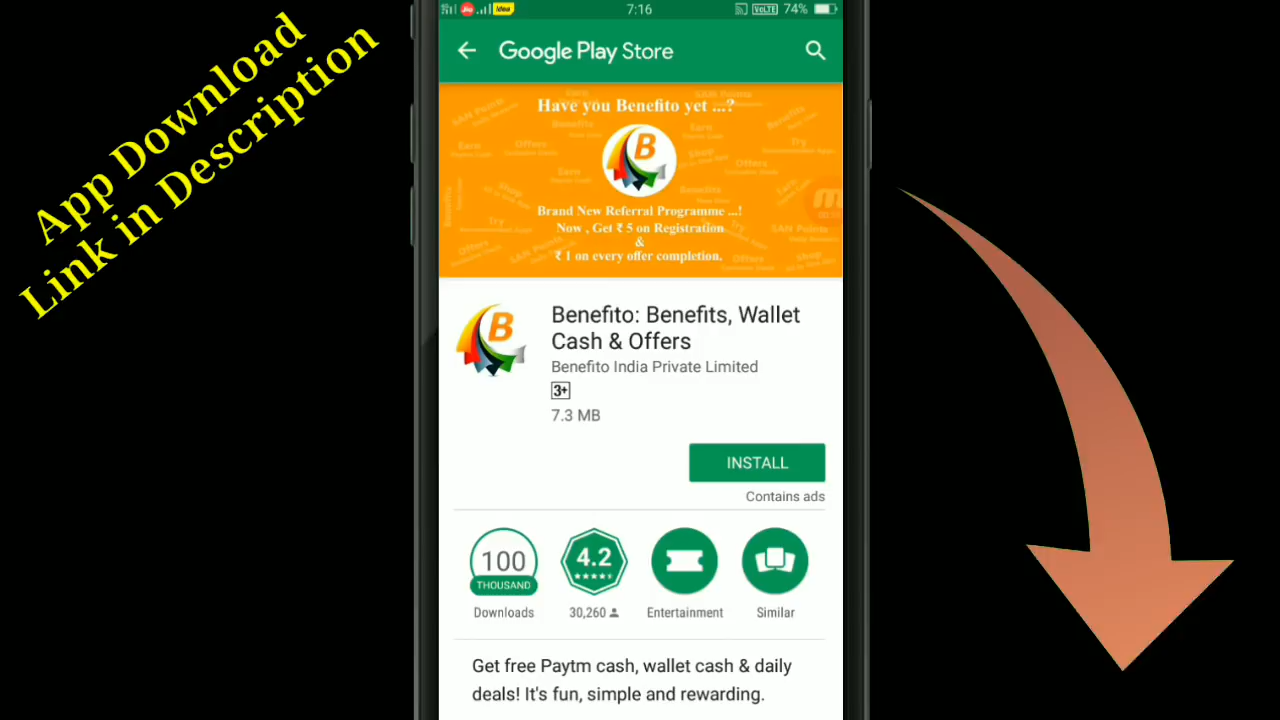 App Download
Link in Description
idea
7:16
VoLTE 74%
Google Play Store
Have you Benefito yet ...?
B
Brand New Referral Programme ...!
Now , Get ₹ 5 on Registration
&
₹ 1 on every offer completion.
B
Benefito: Benefits, Wallet
Cash & Offers
Benefito India Private Limited
3+
7.3 MB
INSTALL
Contains ads
100
THOUSAND
4.2
Downloads
30,260
Entertainment
Similar
Get free Paytm cash, wallet cash & daily
deals! It's fun, simple and rewarding.